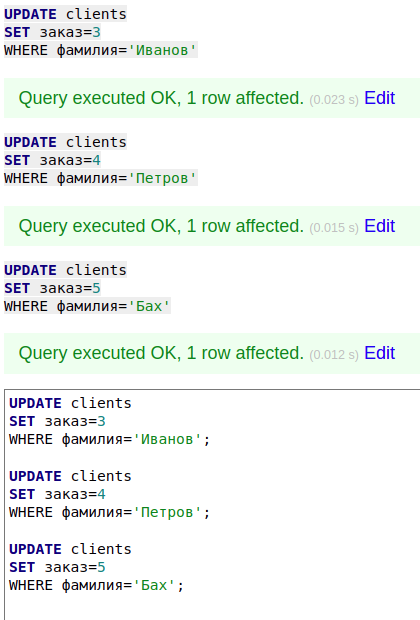 UPDATE clients
SET заказ=3
WHERE фамилия='Иванов'
Query executed OK, 1 row affected. (0.023 s) Edit
UPDATE clients
SET заказ=4
WHERE фамилия='Петров'
Query executed OK, 1 row affected. (0.015 s) Edit
UPDATE clients
SET заказ=5
WHERE фамилия='Бах'
Query executed OK, 1 row affected. (0.012 s) Edit
UPDATE clients
SET заказ=3
WHERE фамилия='Иванов';
UPDATE clients
SET заказ=4
WHERE фамилия='Петров';
UPDATE clients
SET заказ=5
WHERE фамилия='Бах';